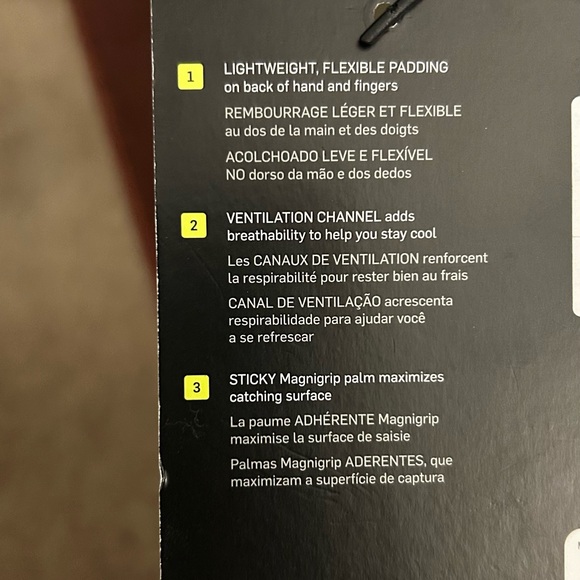 1
LIGHTWEIGHT, FLEXIBLE PADDING
on back of hand and fingers
REMBOURRAGE LÉGER ET FLEXIBLE
au dos de la main et des doigts
ACOLCHOADO LEVE E FLEXÍVEL
NO dorso da mão e dos dedos
2
VENTILATION CHANNEL adds
breathability to help you stay cool
Les CANAUX DE VENTILATION renforcent
la respirabilité pour rester bien au frais
CANAL DE VENTILAÇÃO acrescenta
respirabilidade para ajudar você
a se refrescar
3
STICKY Magnigrip palm maximizes
catching surface
La paume ADHÉRENTE Magnigrip
maximise la surface de saisie
Palmas Magnigrip ADERENTES, que
maximizam a superfície de captura